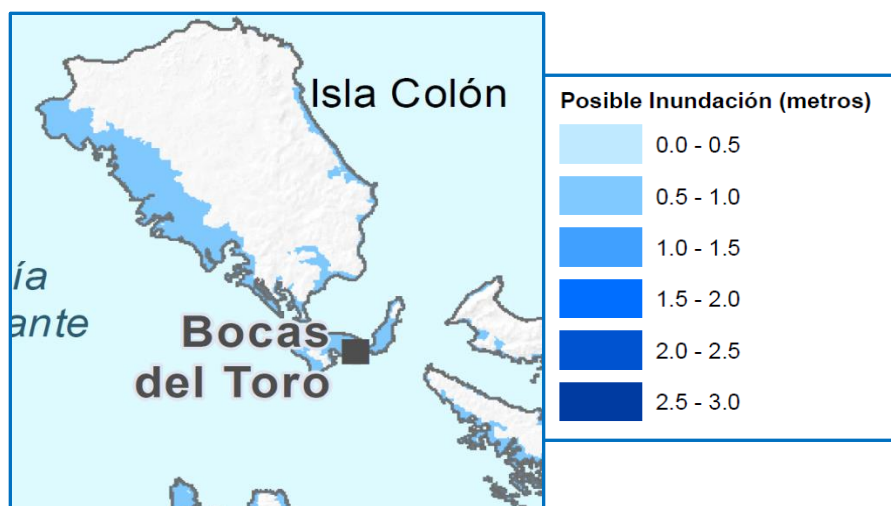 Isla Colón
ía
ante
Bocas
del Toro
Posible Inundación (metros)
0.0 - 0.5
0.5 - 1.0
1.0 - 1.5
1.5 - 2.0
2.0 - 2.5
2.5 - 3.0